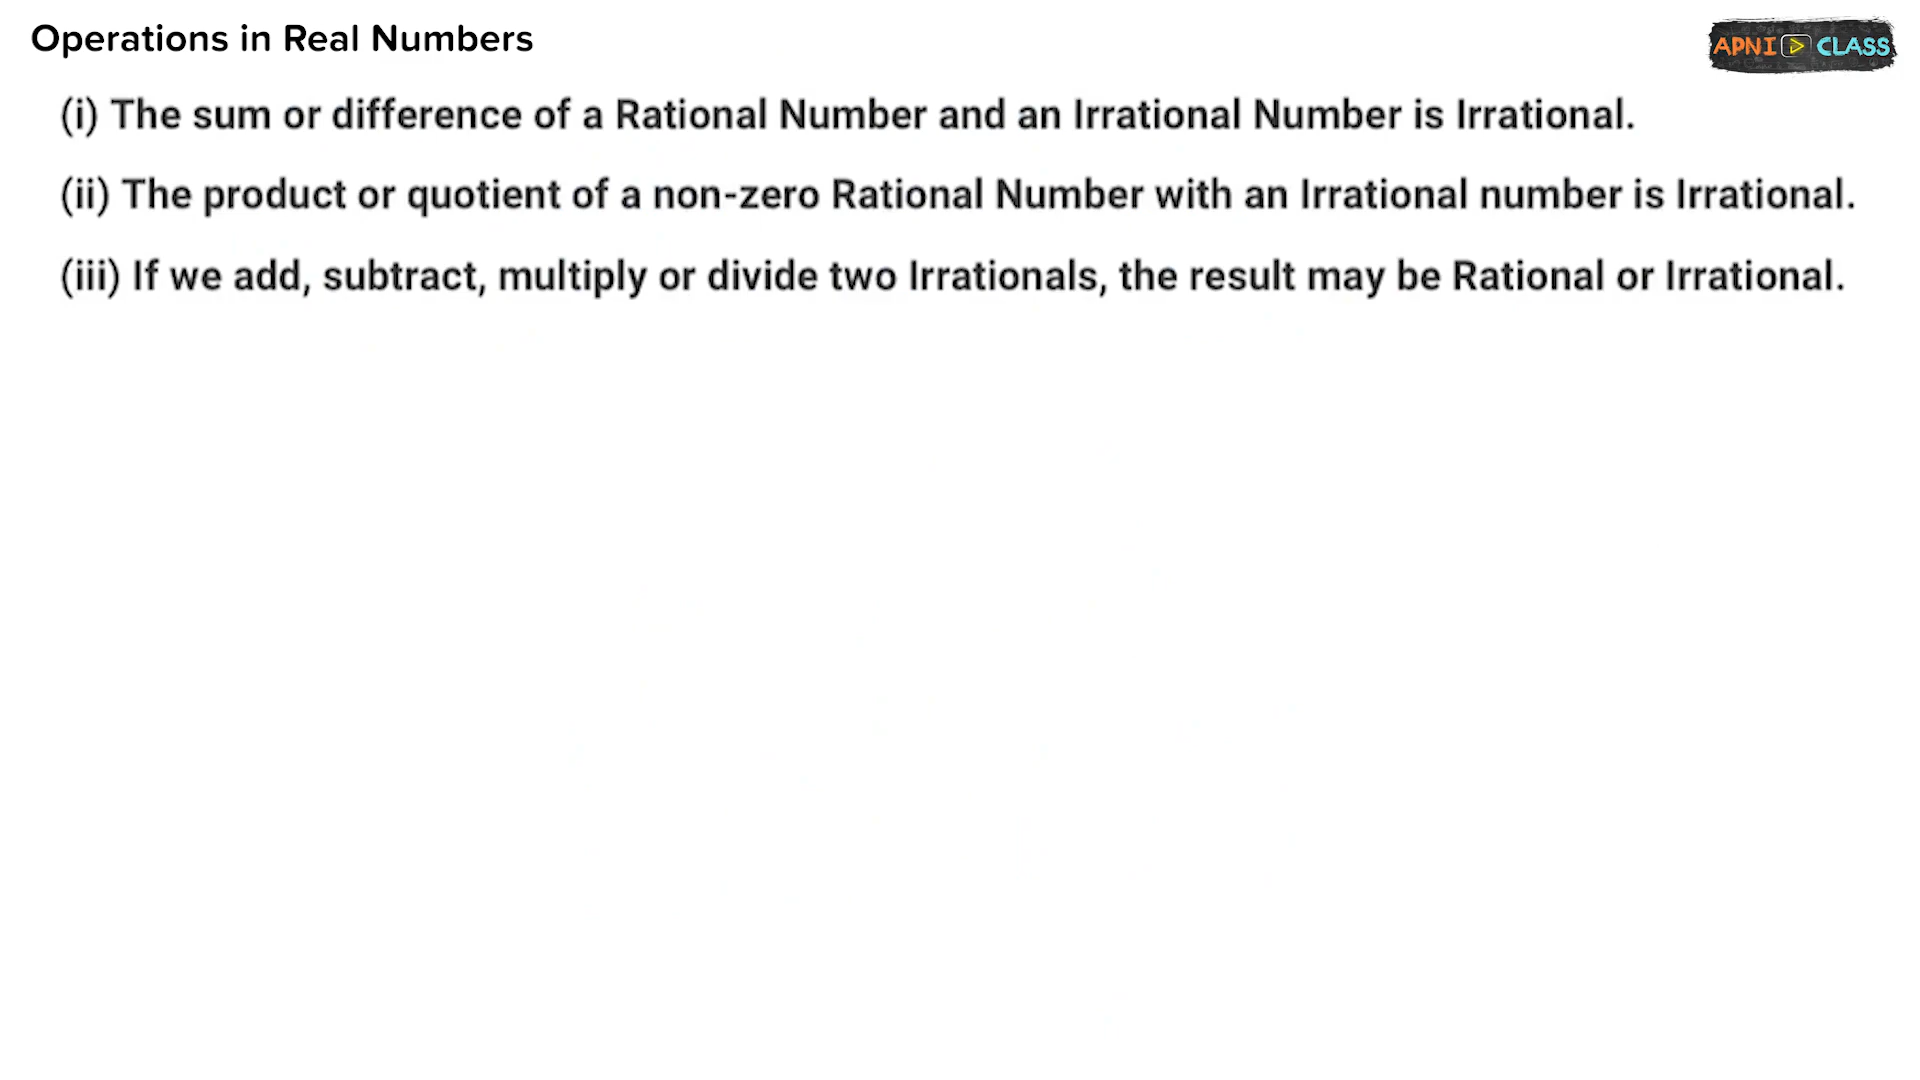 Operations in Real Numbers
APNI CLASS
(i) The sum or difference of a Rational Number and an Irrational Number is Irrational.
(ii) The product or quotient of a non-zero Rational Number with an Irrational number is Irrational.
(iii) If we add, subtract, multiply or divide two Irrationals, the result may be Rational or Irrational.